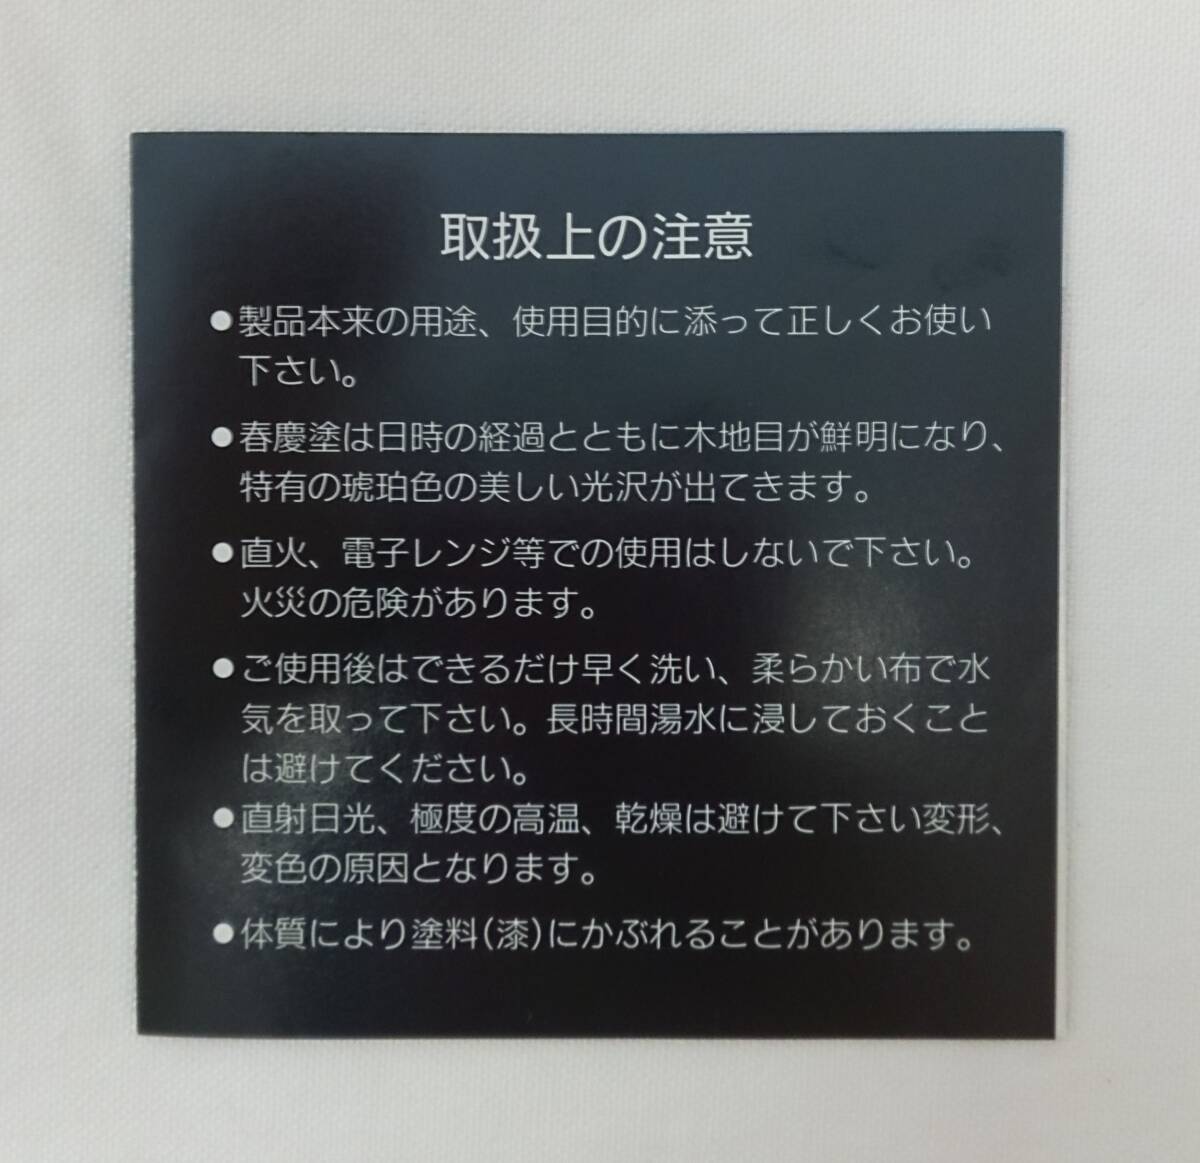 取扱上の注意
●製品本来の用途、使用目的に添って正しくお使い
下さい。
●春慶塗は日時の経過とともに木地目が鮮明になり、
特有の琥珀色の美しい光沢が出てきます。
●直火、電子レンジ等での使用はしないで下さい。
火災の危険があります。
●ご使用後はできるだけ早く洗い、柔らかい布で水
気を取って下さい。長時間湯水に浸しておくこと
は避けてください。
●直射日光、極度の高温、乾燥は避けて下さい変形、
変色の原因となります。
●体質により塗料(漆)にかぶれることがあります。